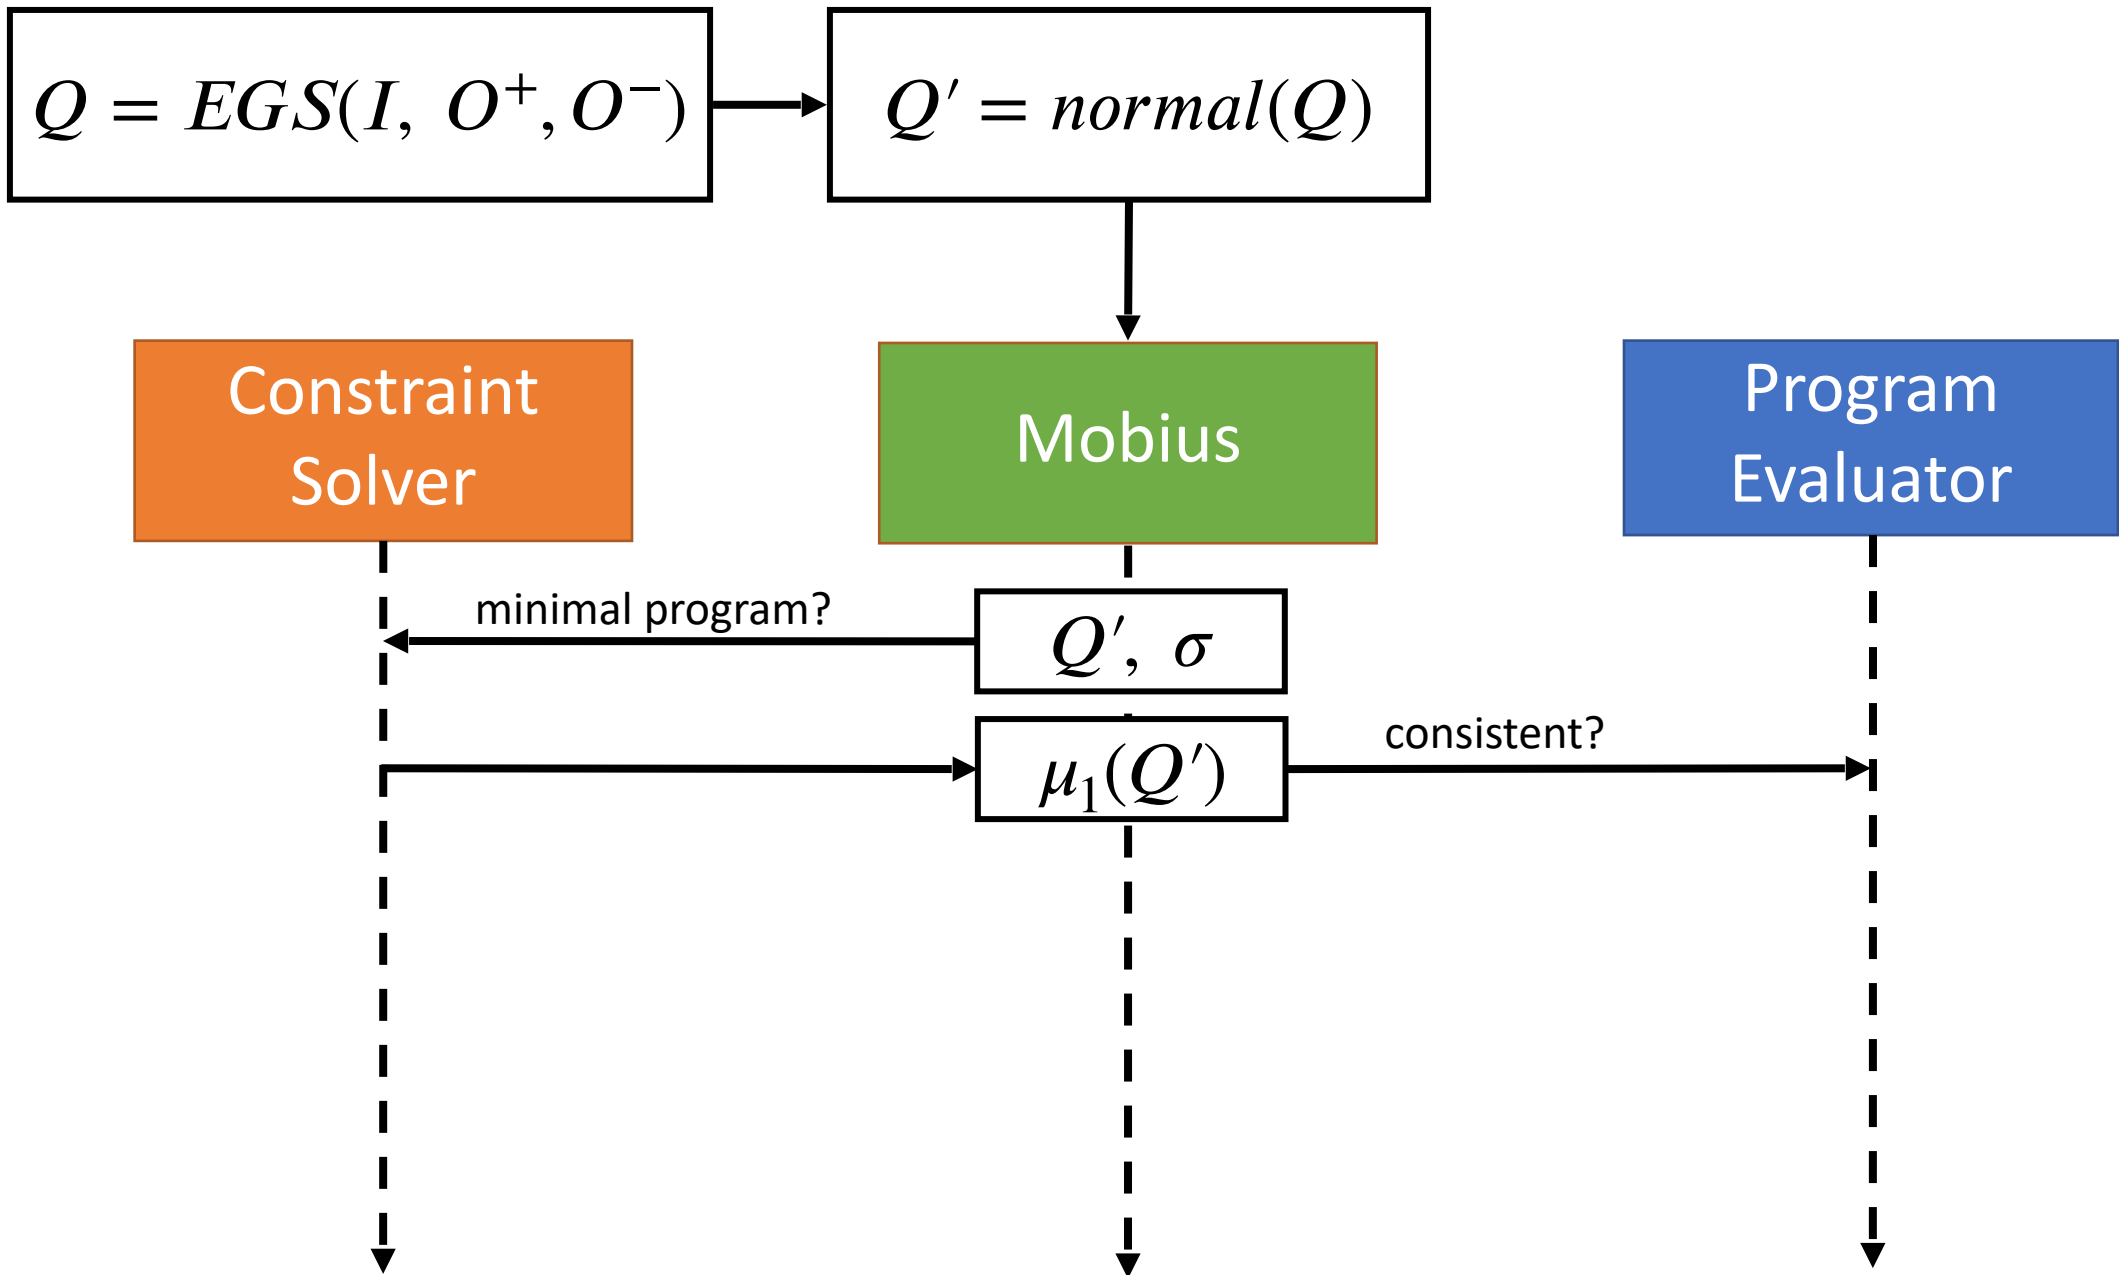 Q = EGS(I, O⁺, O⁻)
Q′ = normal(Q)
Constraint
Solver
Mobius
Program
Evaluator
minimal program?
Q′, σ
consistent?
μ₁(Q′)